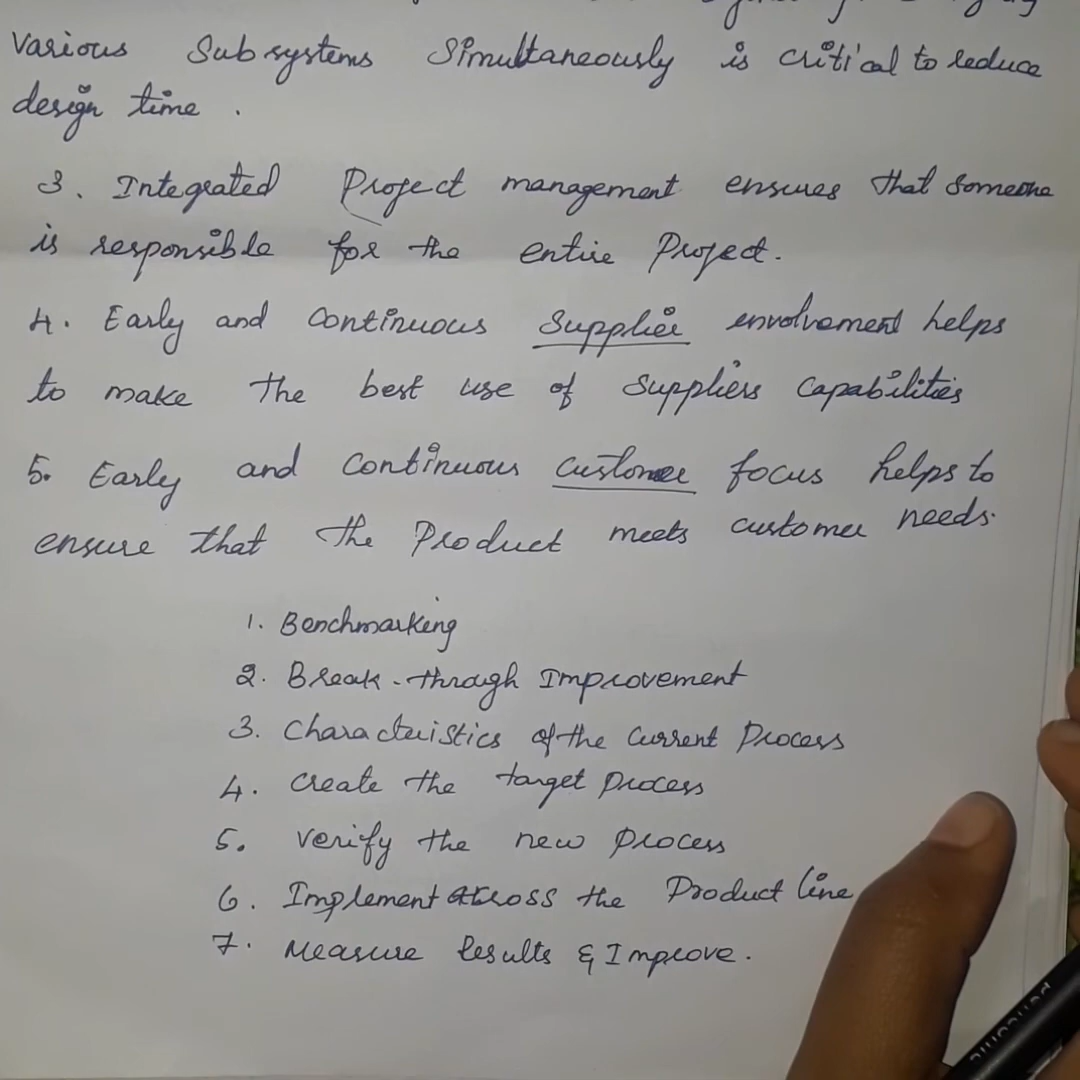 Various Subsystems Simultaneously is critical to reduce
design time .
3. Integrated Project management ensures that someone
is responsible for the entire Project.
4. Early and continuous Supplier involvement helps
to make the best use of Suppliers capabilities
5. Early and continuous customer focus helps to
ensure that the Product meets customer needs.
1. Benchmarking
2. Break-through Improvement
3. Characteristics of the current Process
4. create the target process
5. verify the new process
6. Implement across the Product line
7. Measure Results & Improve.